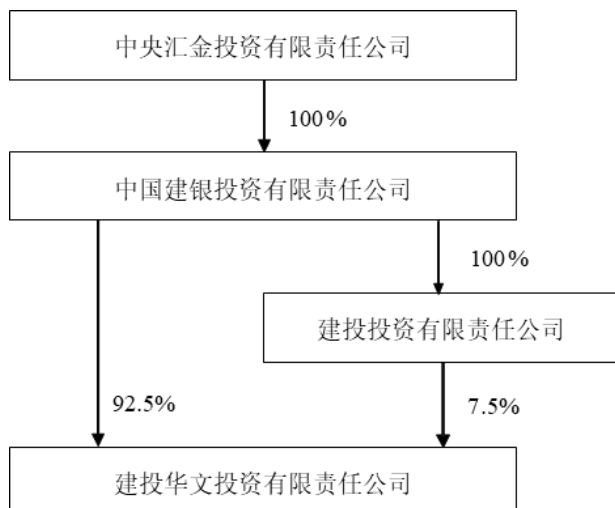 中央汇金投资有限责任公司
100%
中国建银投资有限责任公司
100%
建投投资有限责任公司
92.5%
7.5%
建投华文投资有限责任公司